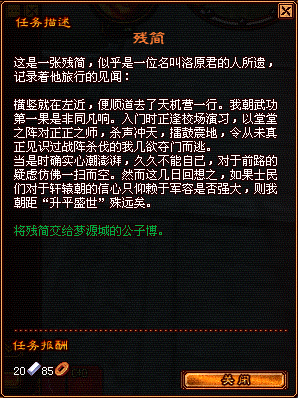 任务描述
残简
这是一张残简，似乎是一位名叫洛原君的人所遗，
记录着他旅行的见闻：
横竖就在左近，便顺道去了天机营一行。我朝武功
第一果是非同凡响。入门时正逢校场演习，以堂堂
之阵对正正之师，杀声冲天，擂鼓震地，令从未真
正见识过战阵杀伐的我几欲夺门而逃。
当是时确实心潮澎湃，久久不能自已，对于前路的
疑虑仿佛一扫而空。然而这几日回想之，如果士民
们对于轩辕朝的信心只仰赖于军容是否强大，则我
朝距“升平盛世”殊远矣。
将残简交给梦源城的公子博。
任务报酬
20 85
关闭